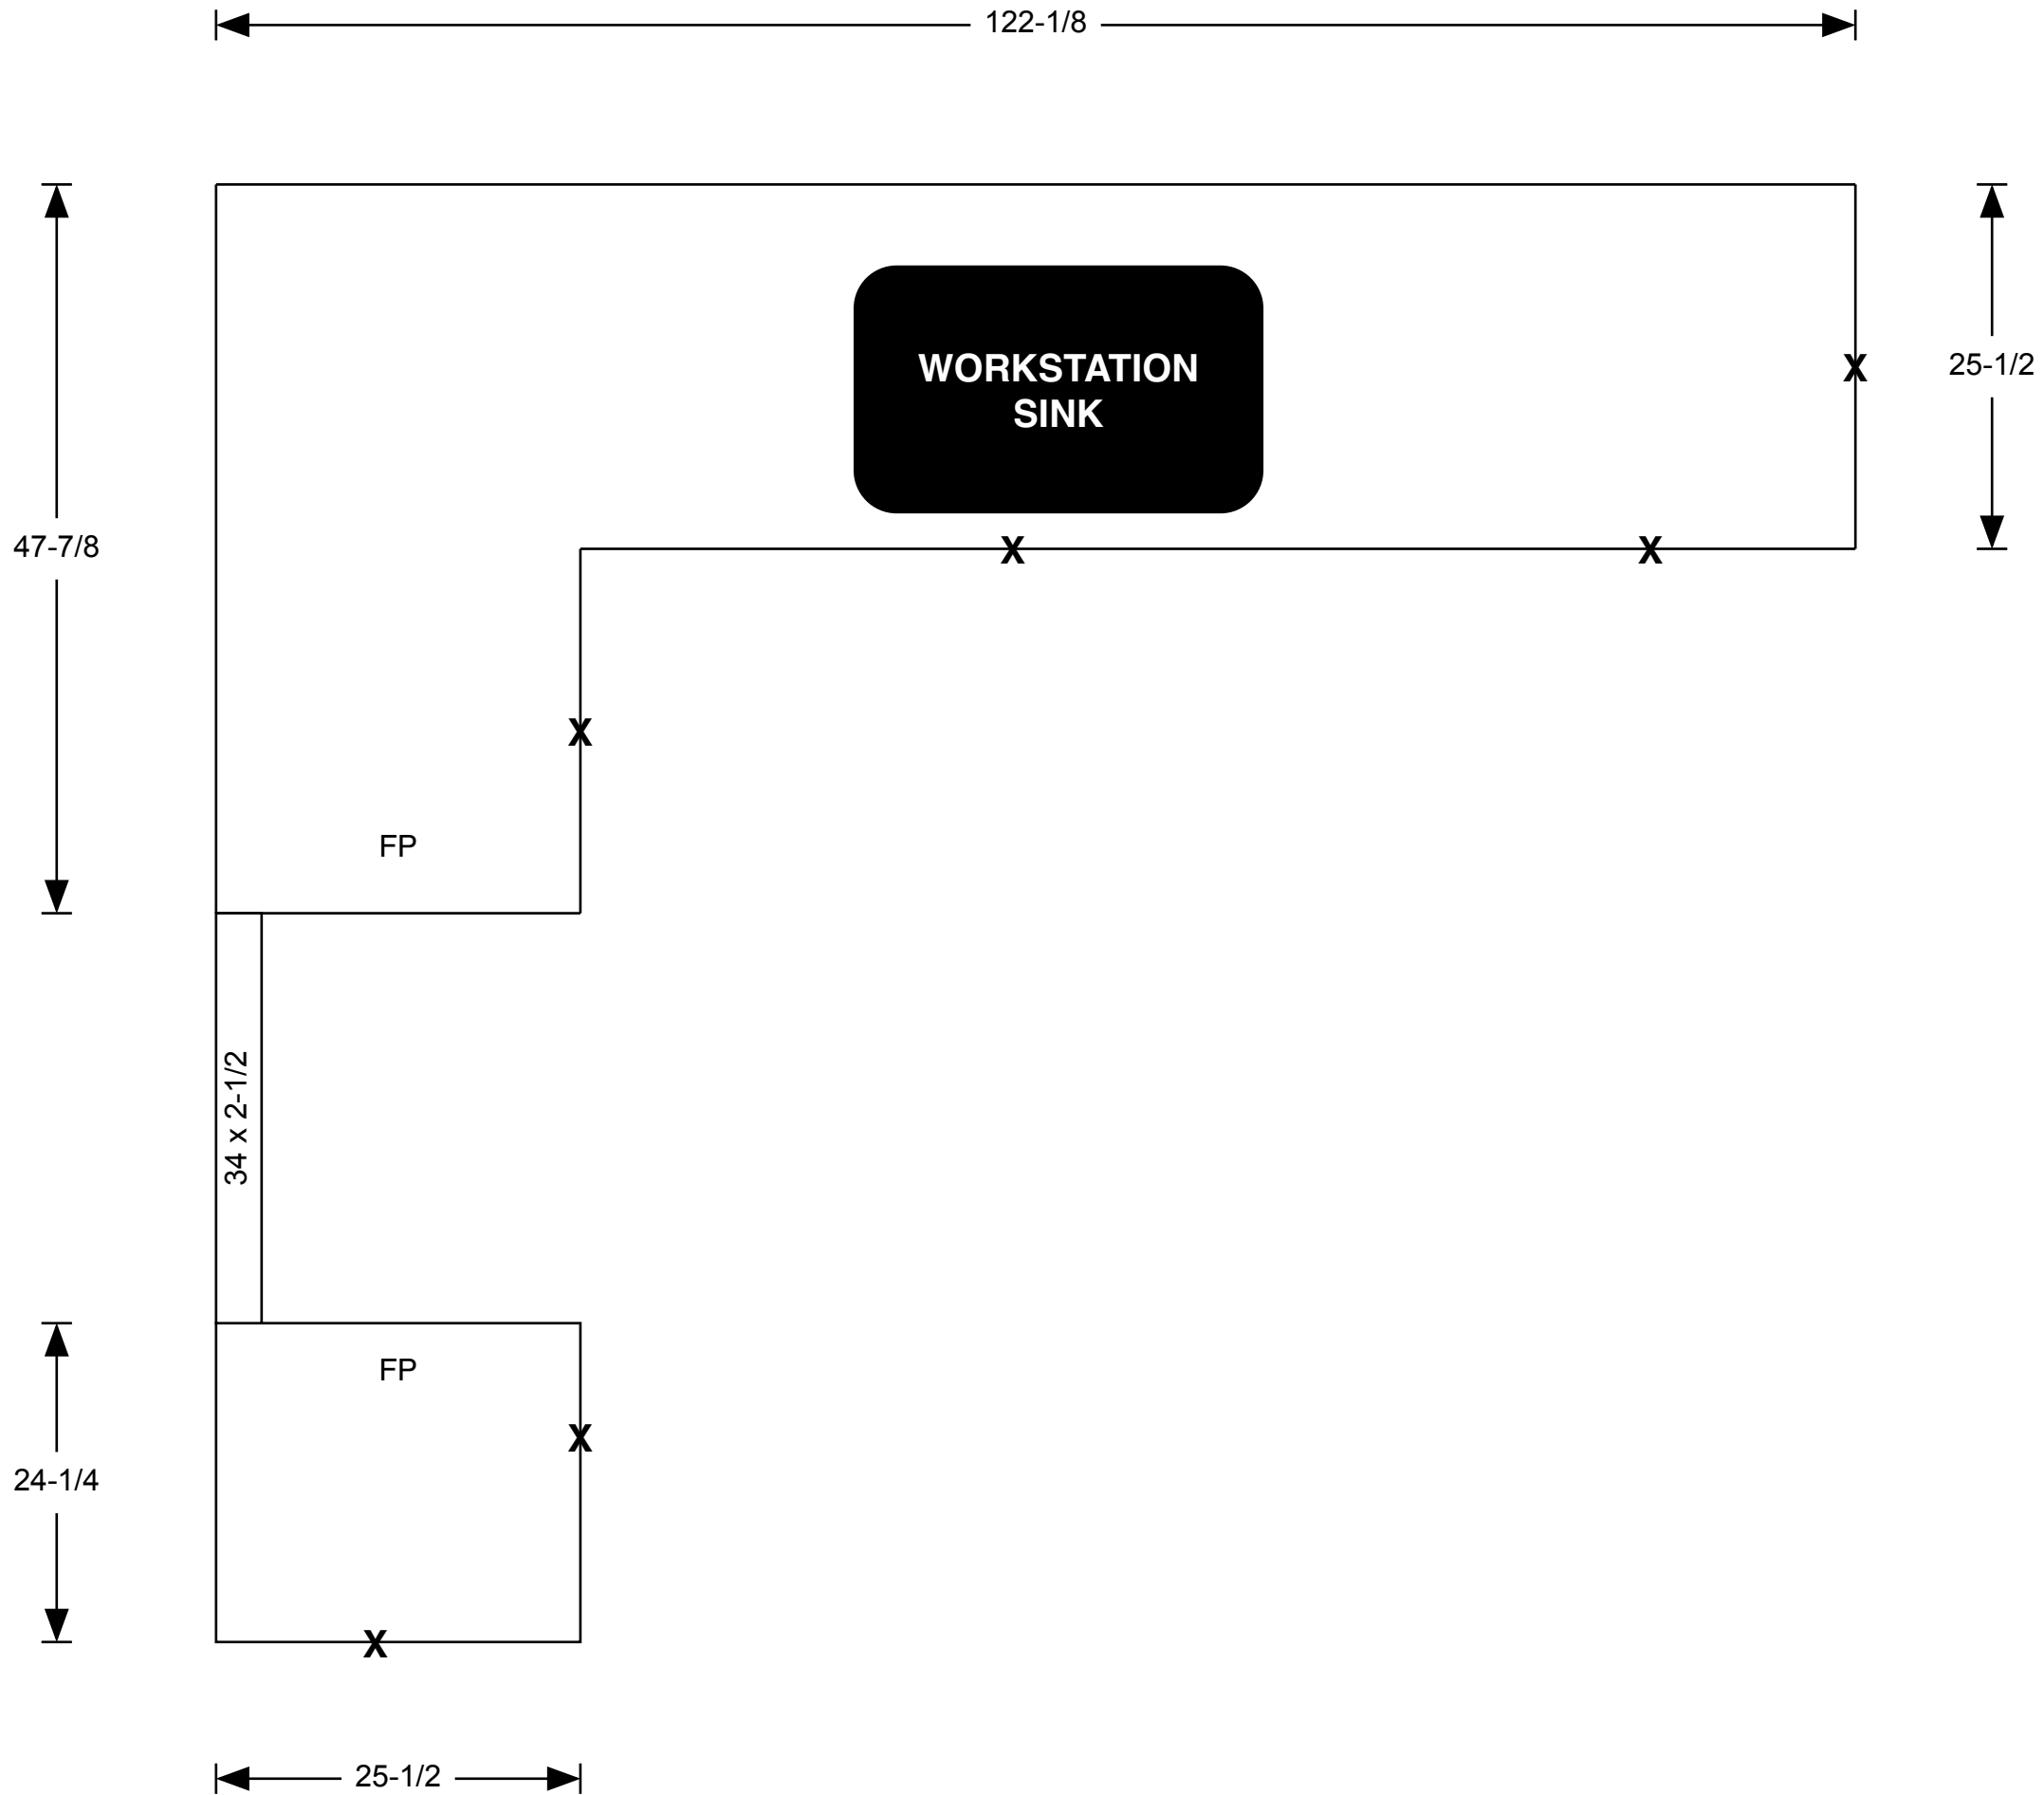 122-1/8
WORKSTATION
SINK
X
25-1/2
47-7/8
X
X
X
FP
34 x 2-1/2
FP
X
24-1/4
X
25-1/2